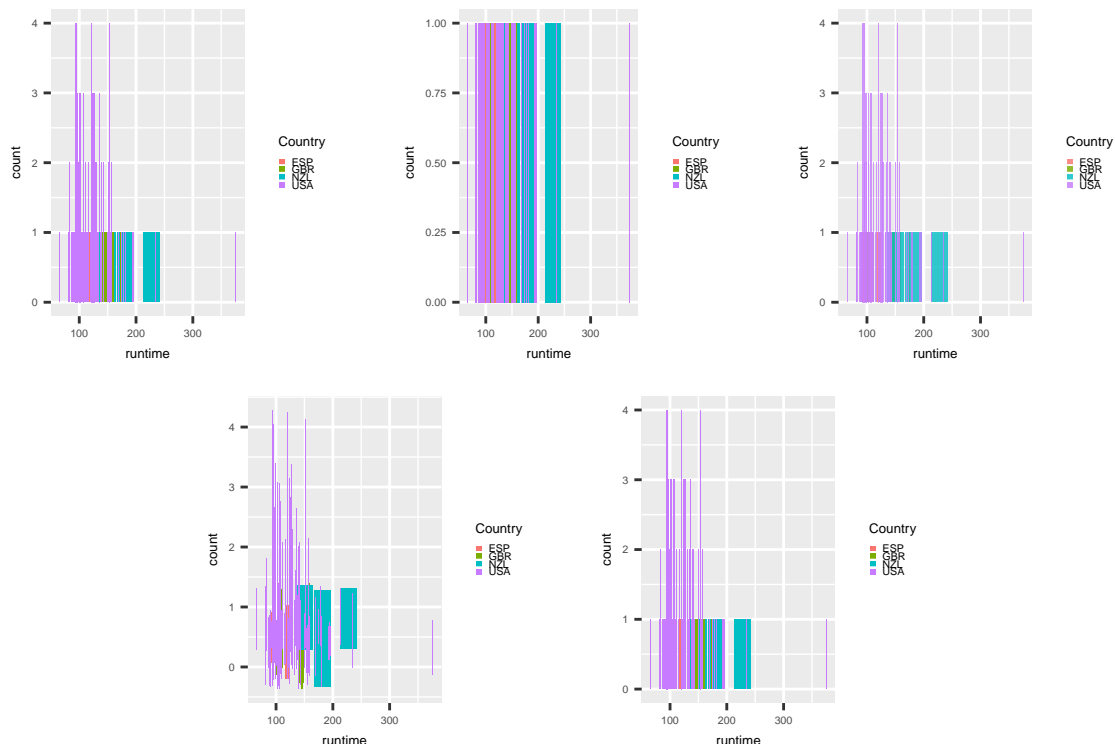 4
3
2
1
0
count
100
200
300
runtime
Country
ESP
GBR
NZL
USA
1.00
0.75
0.50
0.25
0.00
count
100
200
300
runtime
Country
ESP
GBR
NZL
USA
4
3
2
1
0
count
100
200
300
runtime
Country
ESP
GBR
NZL
USA
4
3
2
1
0
count
100
200
300
runtime
Country
ESP
GBR
NZL
USA
4
3
2
1
0
count
100
200
300
runtime
Country
ESP
GBR
NZL
USA